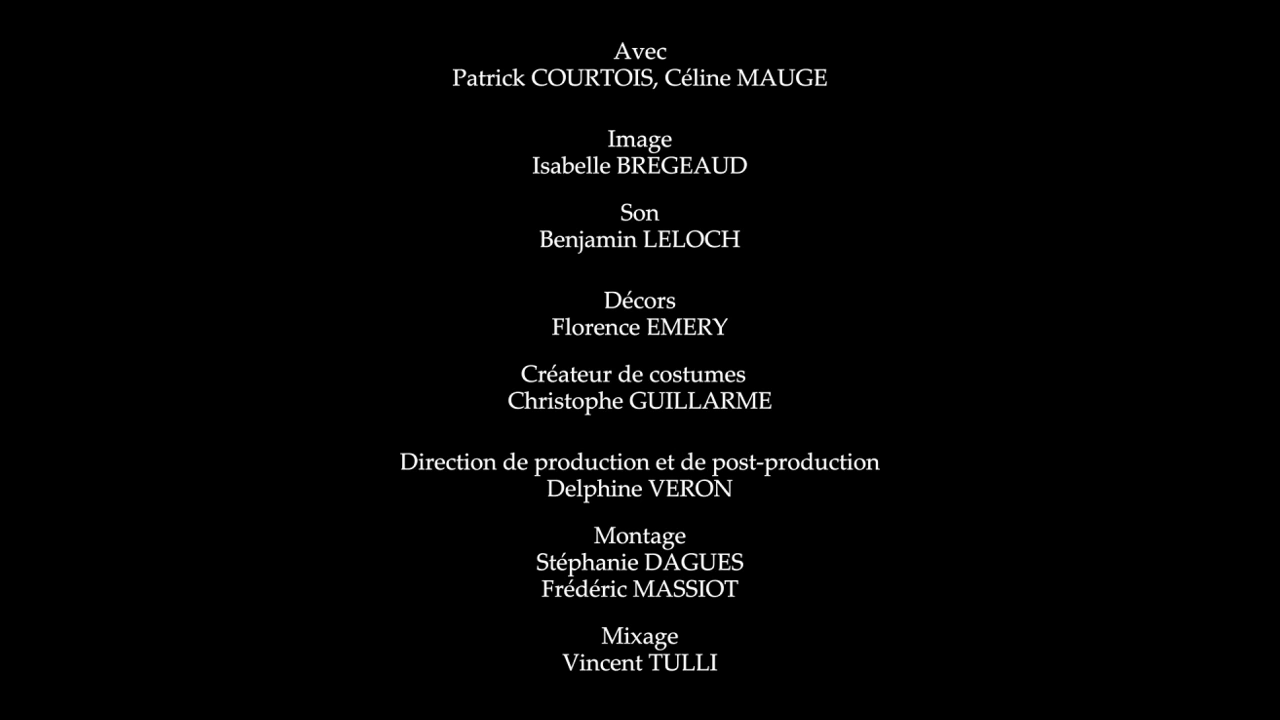 Avec
Patrick COURTOIS, Céline MAUGE
Image
Isabelle BREGEAUD
Son
Benjamin LELOCH
Décors
Florence EMERY
Créateur de costumes
Christophe GUILLARME
Direction de production et de post-production
Delphine VERON
Montage
Stéphanie DAGUES
Frédéric MASSIOT
Mixage
Vincent TULLI